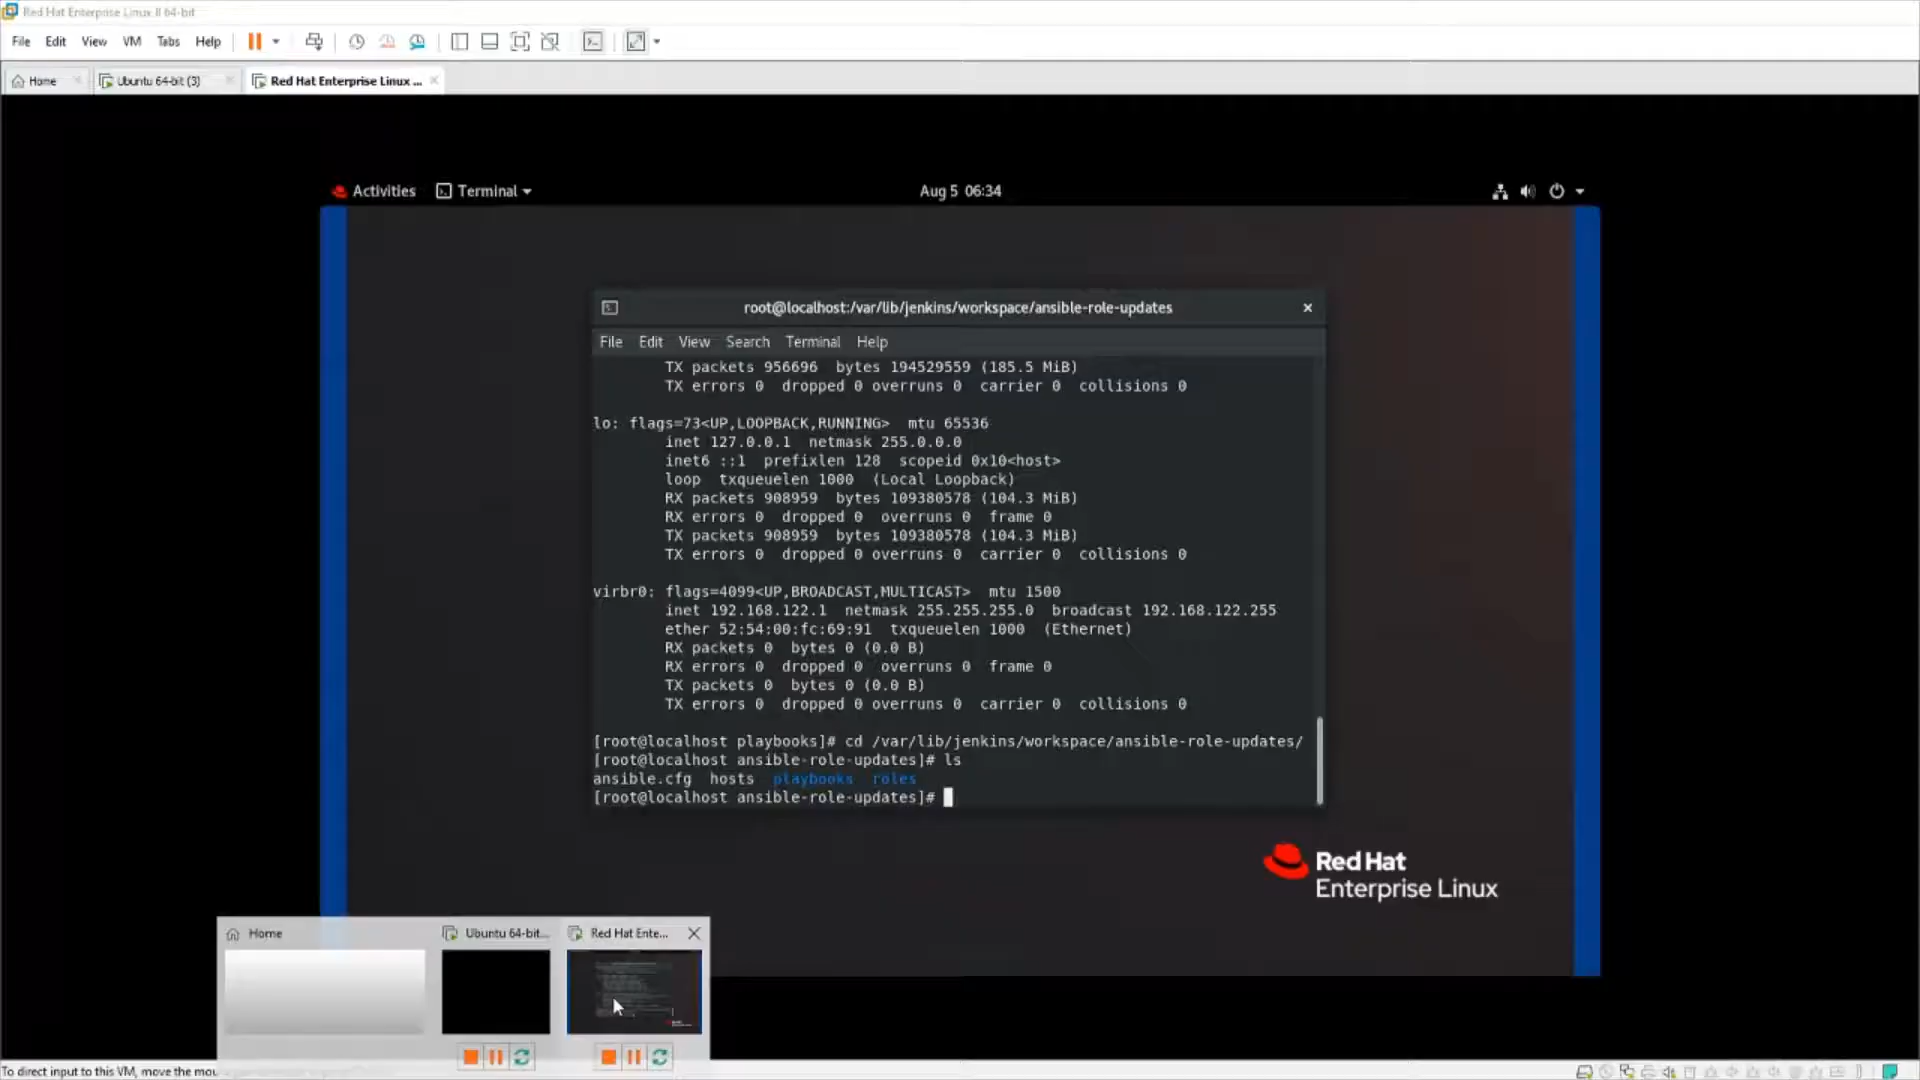 Red Hat Enterprise Linux 8 64-bit
File Edit View VM Tabs Help
Home Ubuntu 64-bit (3) Red Hat Enterprise Linux ...
Activities Terminal Aug 5 06:34
root@localhost:/var/lib/jenkins/workspace/ansible-role-updates
File Edit View Search Terminal Help
TX packets 956696 bytes 194529559 (185.5 MiB)
TX errors 0 dropped 0 overruns 0 carrier 0 collisions 0
lo: flags=73<UP,LOOPBACK,RUNNING> mtu 65536
inet 127.0.0.1 netmask 255.0.0.0
inet6 ::1 prefixlen 128 scopeid 0x10<host>
loop txqueuelen 1000 (Local Loopback)
RX packets 908959 bytes 109380578 (104.3 MiB)
RX errors 0 dropped 0 overruns 0 frame 0
TX packets 908959 bytes 109380578 (104.3 MiB)
TX errors 0 dropped 0 overruns 0 carrier 0 collisions 0
virbr0: flags=4099<UP,BROADCAST,MULTICAST> mtu 1500
inet 192.168.122.1 netmask 255.255.255.0 broadcast 192.168.122.255
ether 52:54:00:fc:69:91 txqueuelen 1000 (Ethernet)
RX packets 0 bytes 0 (0.0 B)
RX errors 0 dropped 0 overruns 0 frame 0
TX packets 0 bytes 0 (0.0 B)
TX errors 0 dropped 0 overruns 0 carrier 0 collisions 0
[root@localhost playbooks]# cd /var/lib/jenkins/workspace/ansible-role-updates/
[root@localhost ansible-role-updates]# ls
ansible.cfg hosts playbooks roles
[root@localhost ansible-role-updates]#
Red Hat
Enterprise Linux
Home Ubuntu 64-bit... Red Hat Ente...
To direct input to this VM, move the mou